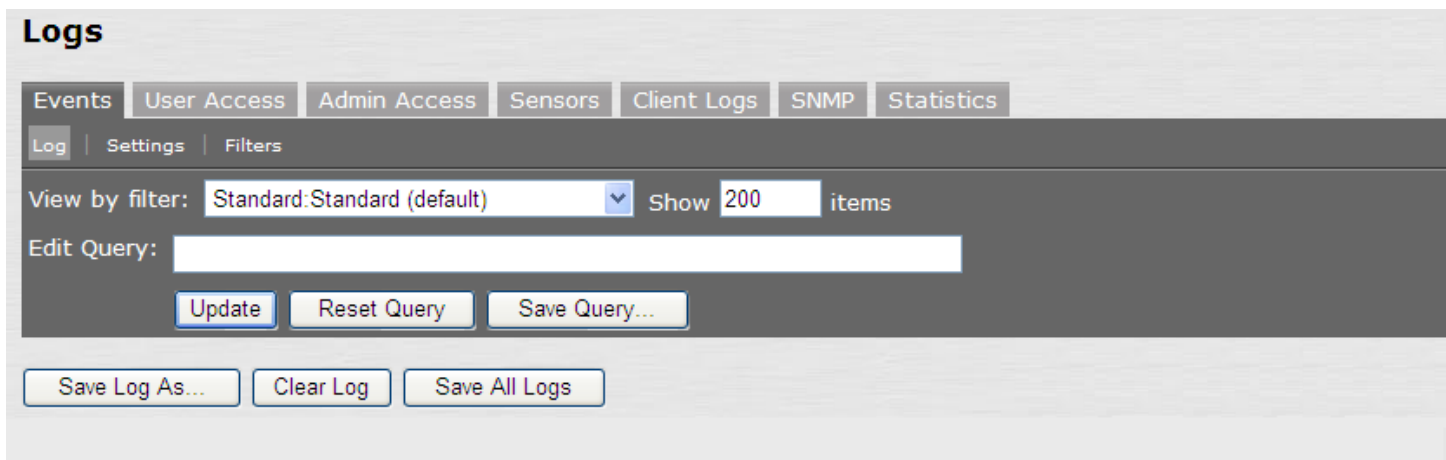 Logs
Events User Access Admin Access Sensors Client Logs SNMP Statistics
Log Settings Filters
View by filter: Standard:Standard (default) Show 200 items
Edit Query:
Update Reset Query Save Query...
Save Log As... Clear Log Save All Logs